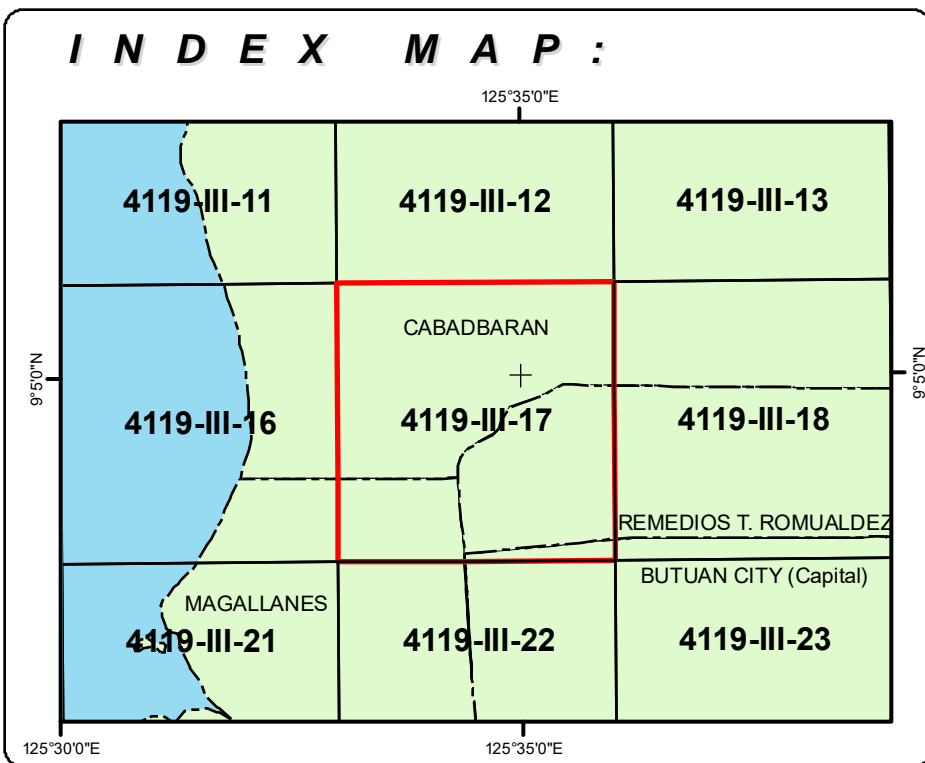 INDEX MAP:
125°35'0"E
4119-III-11
4119-III-12
4119-III-13
CABADBARAN
9°5'0"N
9°5'0"N
4119-III-16
4119-III-17
4119-III-18
REMEDIOS T. ROMUALDEZ
BUTUAN CITY (Capital)
MAGALLANES
4119-III-21
4119-III-22
4119-III-23
125°30'0"E
125°35'0"E